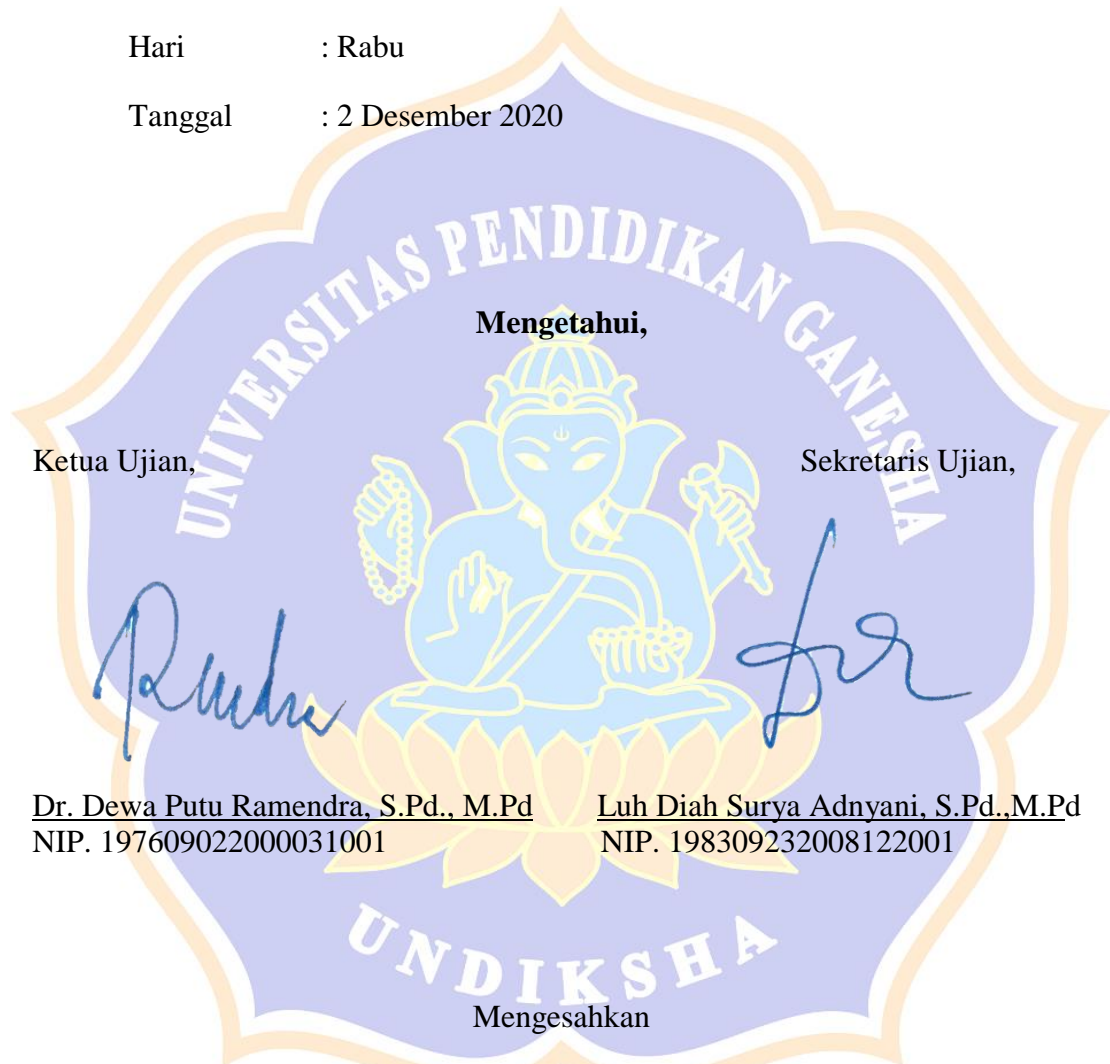 Hari : Rabu
Tanggal : 2 Desember 2020
UNIVERSITAS PENDIDIKAN GANESHA
Mengetahui,
Ketua Ujian, Sekretaris Ujian,
Dr. Dewa Putu Ramendra, S.Pd., M.Pd Luh Diah Surya Adnyani, S.Pd.,M.Pd
NIP. 197609022000031001 NIP. 198309232008122001
UNDIKSHA
Mengesahkan